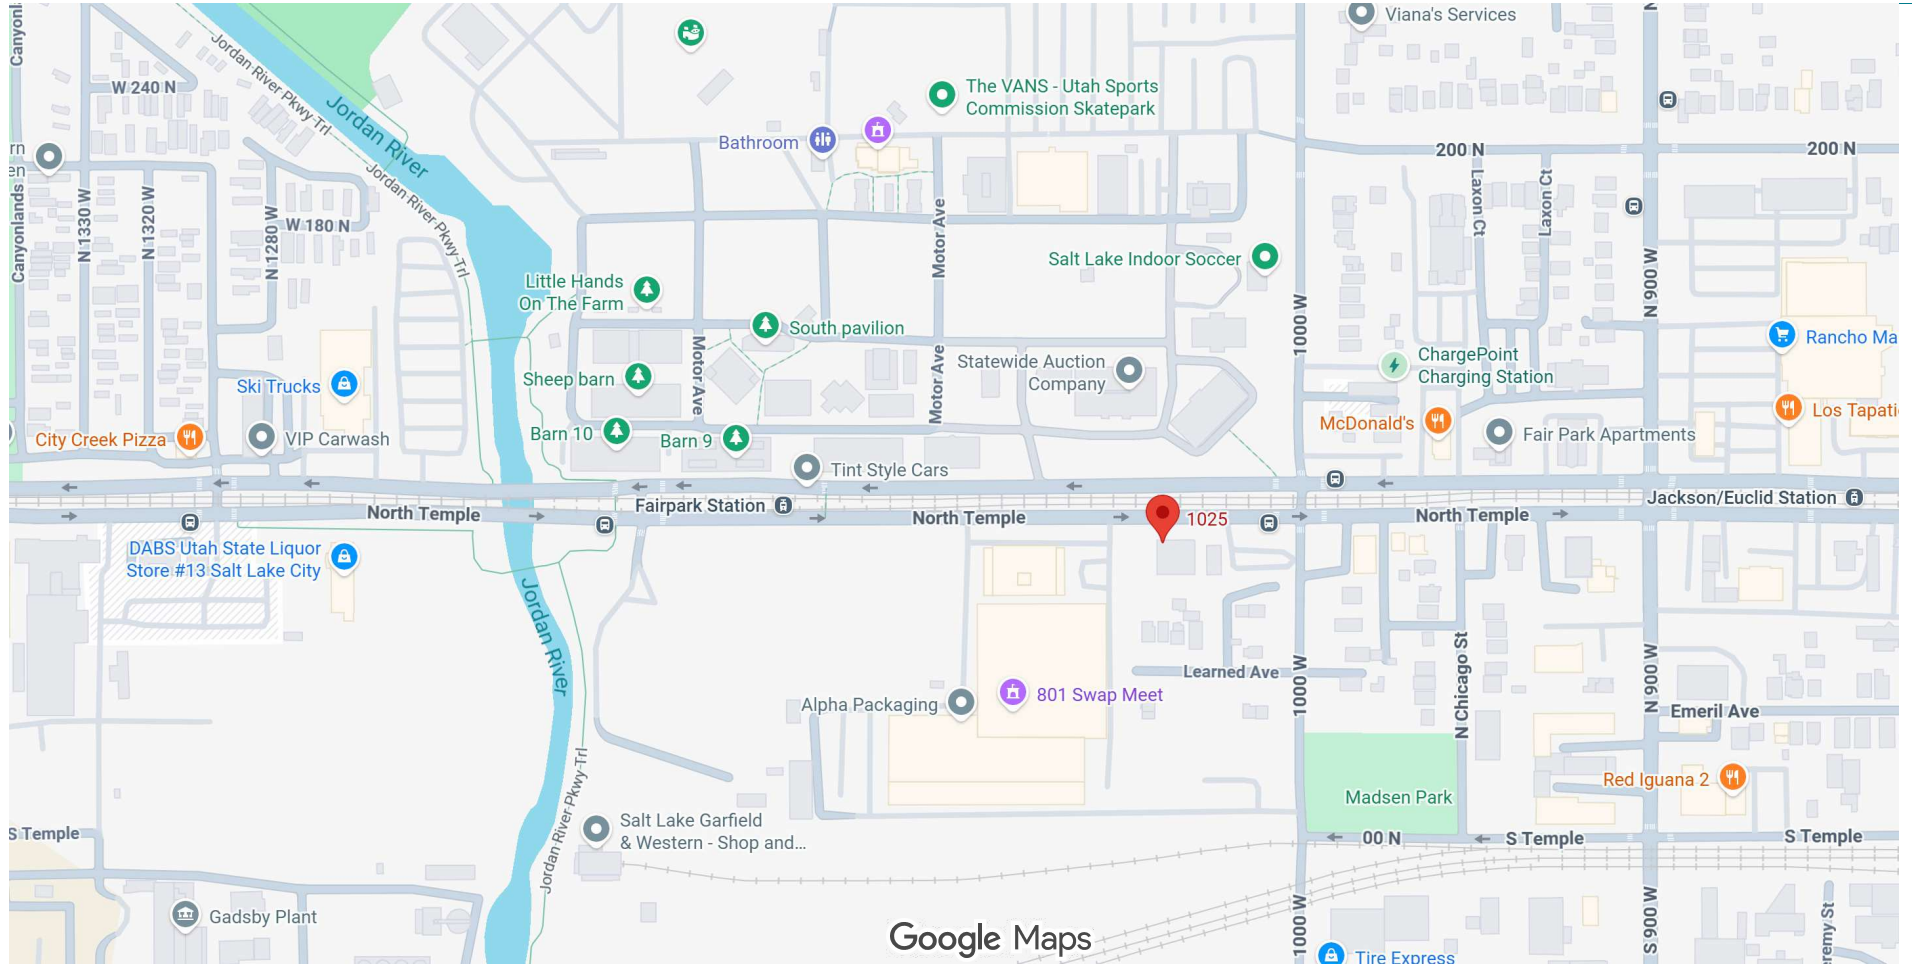 Canyonl
Viana's Services
N
Jordan River Pkwy Trl
W 240 N
Jordan River
The VANS - Utah Sports
Commission Skatepark
Bathroom
rn
en
200 N
200 N
Jordan River Pkwy Trl
Canyonlands
N 1330 W
N 1320 W
N 1280 W
W 180 N
Motor Ave
Laxon Ct
Laxon Ct
Salt Lake Indoor Soccer
N 900 W
Little Hands
On The Farm
South pavilion
1000 W
Rancho Ma
Motor Ave
Motor Ave
Statewide Auction
Company
ChargePoint
Charging Station
Ski Trucks
Sheep barn
McDonald's
Los Tapati
City Creek Pizza
VIP Carwash
Barn 10
Barn 9
Fair Park Apartments
Tint Style Cars
Fairpark Station
Jackson/Euclid Station
North Temple
North Temple
1025
North Temple
DABS Utah State Liquor
Store #13 Salt Lake City
Jordan River
Learned Ave
1000 W
N Chicago St
N 900 W
801 Swap Meet
Alpha Packaging
Emeril Ave
Jordan River Pkwy Trl
Red Iguana 2
Madsen Park
Salt Lake Garfield
& Western - Shop and...
S Temple
00 N
S Temple
S Temple
Gadsby Plant
1000 W
S 900 W
eremy St
Google Maps
Tire Express